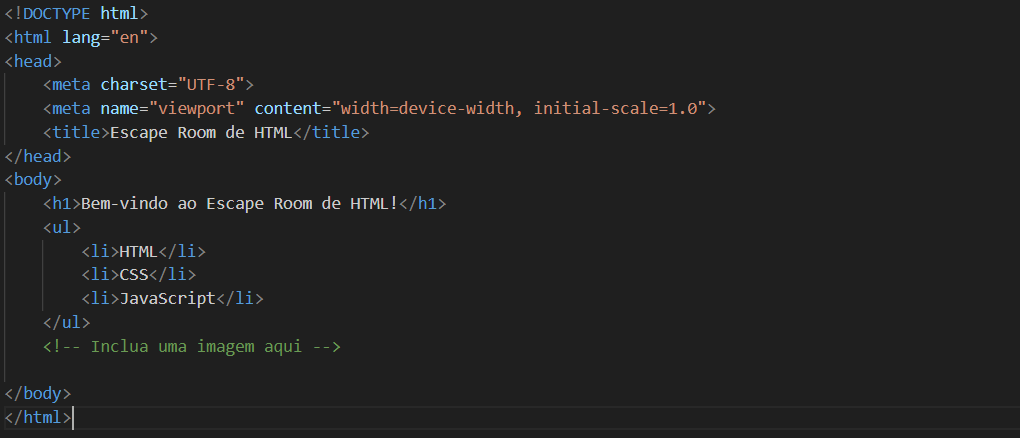 <!DOCTYPE html>
<html lang="en">
<head>
    <meta charset="UTF-8">
    <meta name="viewport" content="width=device-width, initial-scale=1.0">
    <title>Escape Room de HTML</title>
</head>
<body>
    <h1>Bem-vindo ao Escape Room de HTML!</h1>
    <ul>
        <li>HTML</li>
        <li>CSS</li>
        <li>JavaScript</li>
    </ul>
    <!-- Inclua uma imagem aqui -->
</body>
</html>